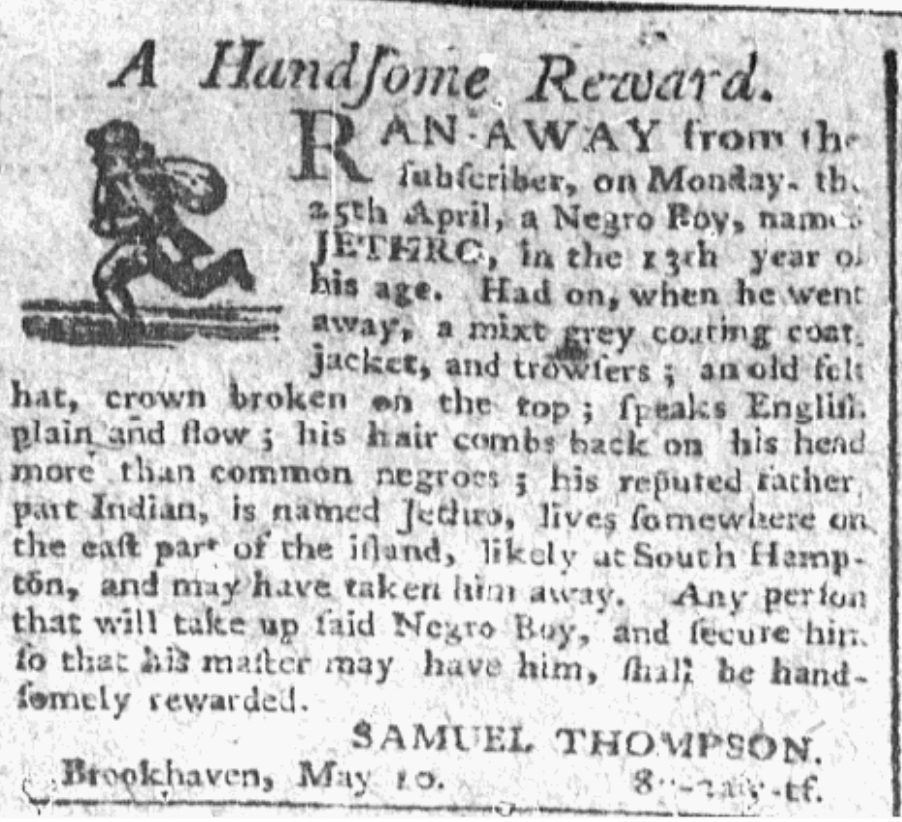 A Handſome Reward.
RAN-AWAY from the
ſubſcriber, on Monday, the
25th April, a Negro Boy, named
JETHRO, in the 13th year of
his age. Had on, when he went
away, a mixt grey coating coat,
jacket, and trowſers ; an old felt
hat, crown broken on the top ; ſpeaks Engliſh
plain and ſlow ; his hair combs back on his head
more than common negroes ; his reputed father,
part Indian, is named Jethro, lives ſomewhere on
the eaſt part of the iſland, likely at South Hamp-
ton, and may have taken him away. Any perſon
that will take up ſaid Negro Boy, and ſecure him
ſo that his maſter may have him, ſhall be hand-
ſomely rewarded.
SAMUEL THOMPSON.
Brookhaven, May 10.